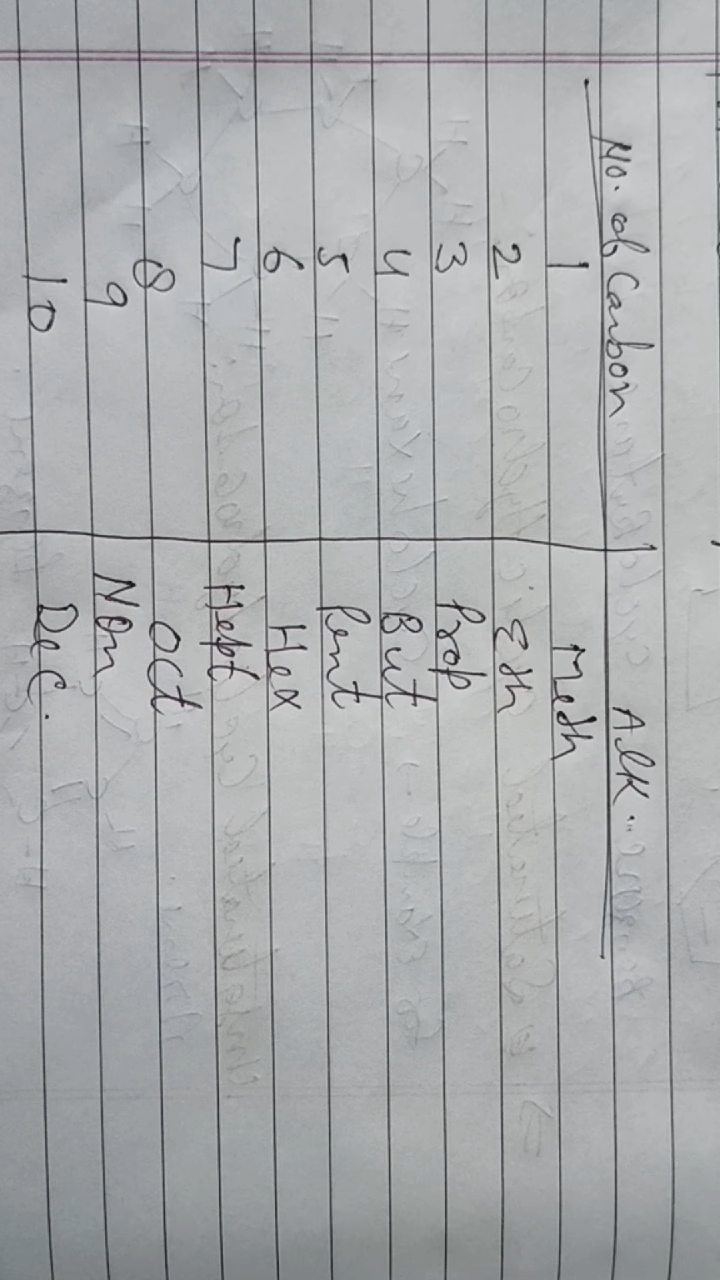 No. of Carbon Alk..
1 Meth
2 Eth
3 Prop
4 But
5 Pent
6 Hex
7 Hept
8 Oct
9 Non
10 Dec.